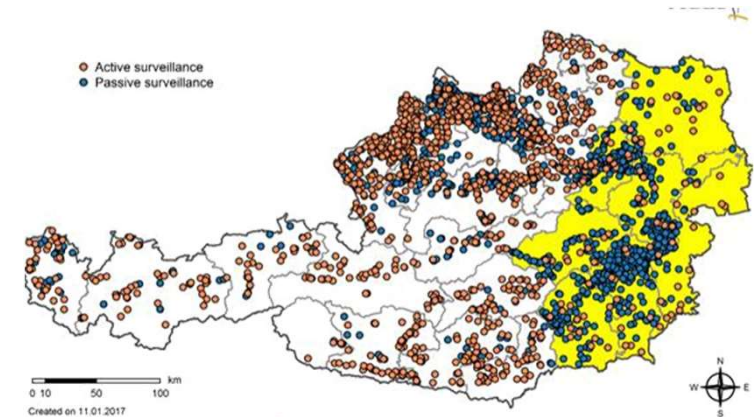 Active surveillance
Passive surveillance
N
W E
S
km
0 10 50 100
Created on 11.01.2017